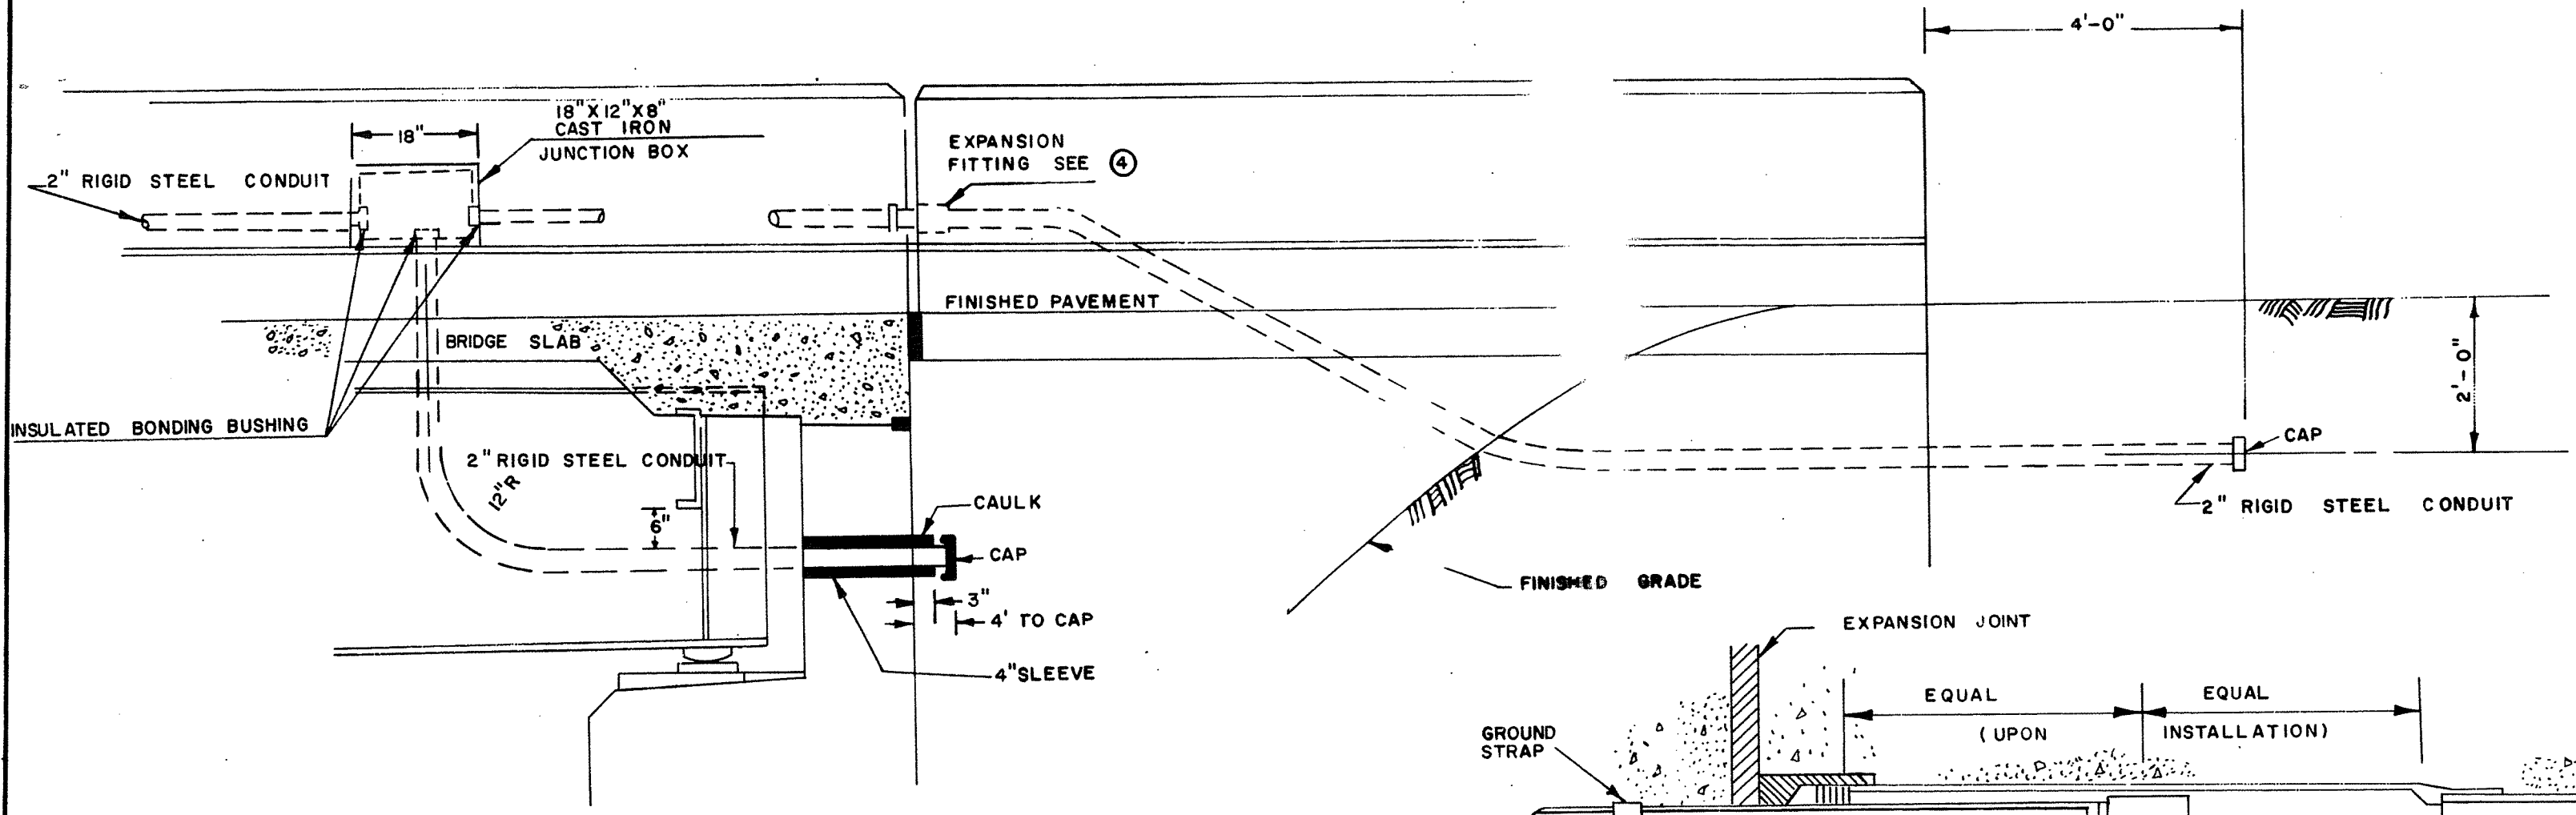 4'-0"
18"X12"X8"
CAST IRON
JUNCTION BOX
18"
EXPANSION
FITTING SEE ④
2" RIGID STEEL CONDUIT
FINISHED PAVEMENT
BRIDGE SLAB
2'-0"
INSULATED BONDING BUSHING
CAP
2" RIGID STEEL CONDUIT
12"R
2" RIGID STEEL CONDUIT
CAULK
6"
CAP
3"
4' TO CAP
FINISHED GRADE
4" SLEEVE
EXPANSION JOINT
EQUAL EQUAL
(UPON INSTALLATION)
GROUND
STRAP